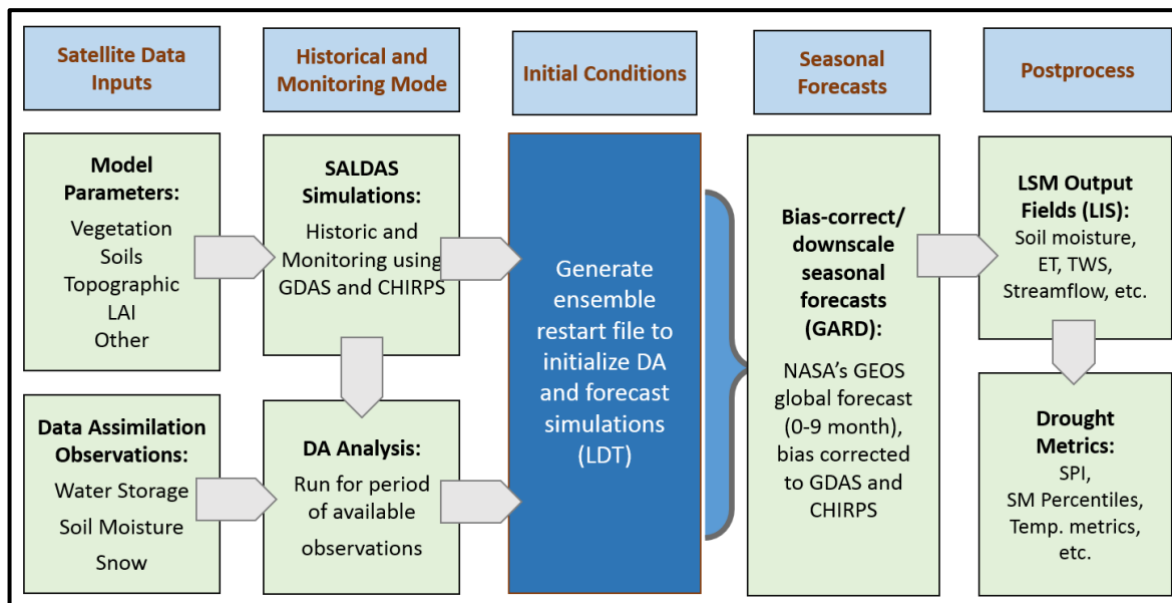 Satellite Data
Inputs
Historical and
Monitoring Mode
Initial Conditions
Seasonal
Forecasts
Postprocess
Model
Parameters:
Vegetation
Soils
Topographic
LAI
Other
SALDAS
Simulations:
Historic and
Monitoring using
GDAS and CHIRPS
Data Assimilation
Observations:
Water Storage
Soil Moisture
Snow
DA Analysis:
Run for period
of available
observations
Generate
ensemble
restart file to
initialize DA
and forecast
simulations
(LDT)
Bias-correct/
downscale
seasonal
forecasts
(GARD):
NASA's GEOS
global forecast
(0-9 month),
bias corrected
to GDAS and
CHIRPS
LSM Output
Fields (LIS):
Soil moisture,
ET, TWS,
Streamflow, etc.
Drought
Metrics:
SPI,
SM Percentiles,
Temp. metrics,
etc.